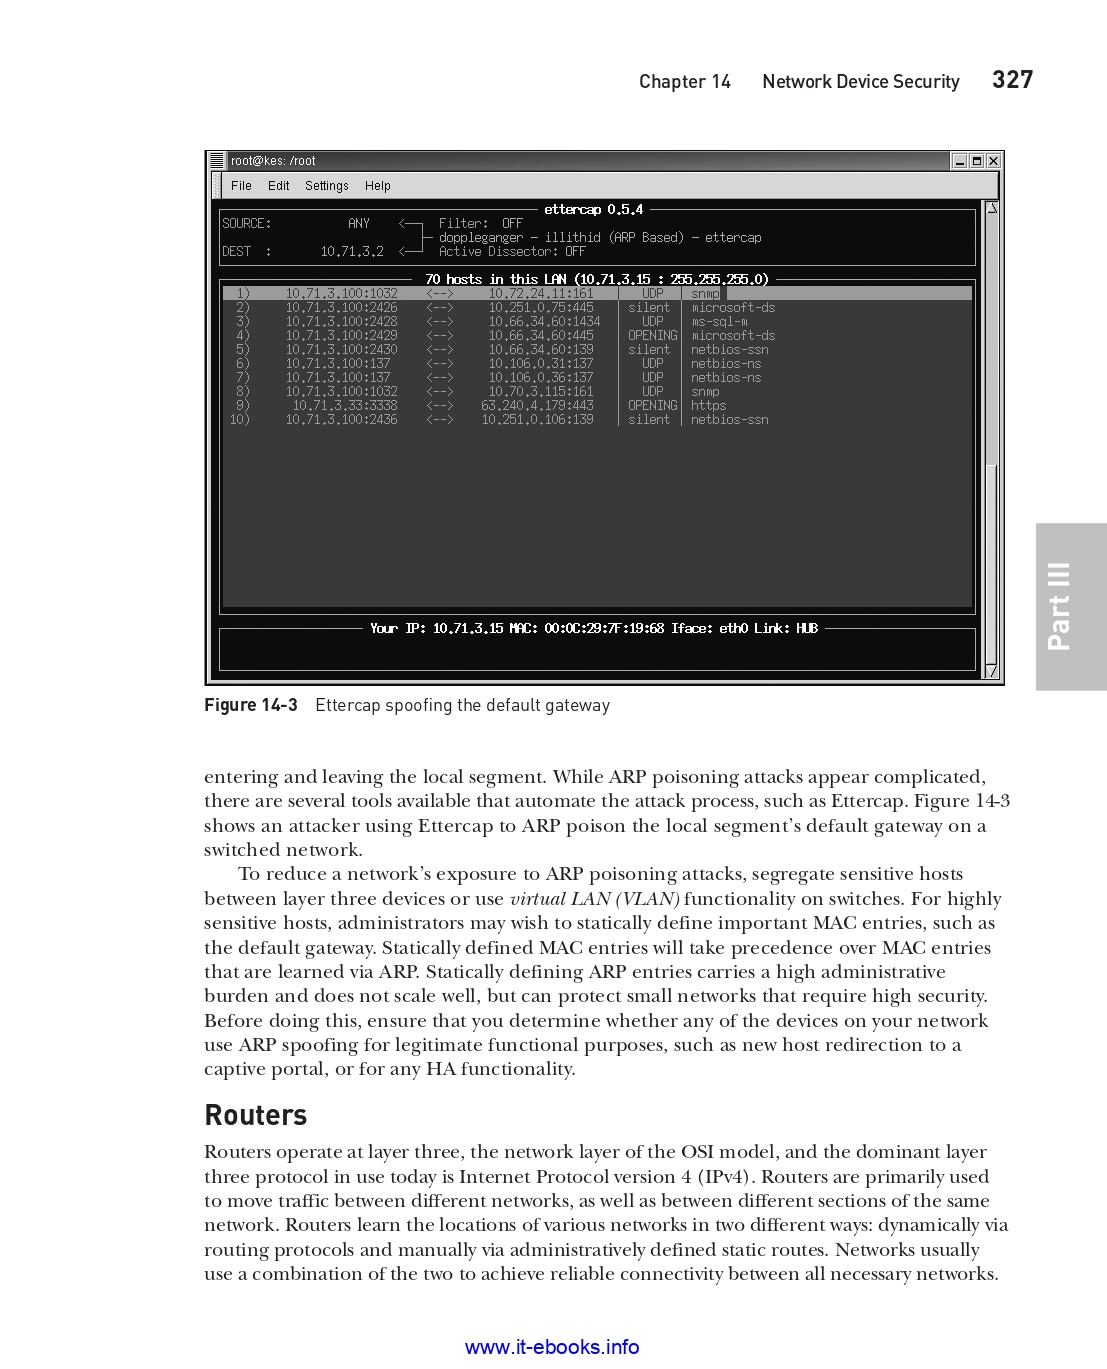 Chapter 14 Network Device Security 327
root@kes: /root
File Edit Settings Help
ettercap 0.5.4
SOURCE: ANY <— Filter: OFF
doppleganger - illithid (ARP Based) - ettercap
DEST : 10.71.3.2 <— Active Dissector: OFF
70 hosts in this LAN (10.71.3.15 : 255.255.255.0)
1) 10.71.3.100:1032 <--> 10.72.24.11:161 | UDP | snmp
2) 10.71.3.100:2426 <--> 10.251.0.75:445 | silent | microsoft-ds
3) 10.71.3.100:2428 <--> 10.66.34.60:1434 | UDP | ms-sql-m
4) 10.71.3.100:2429 <--> 10.66.34.60:445 | OPENING | microsoft-ds
5) 10.71.3.100:2430 <--> 10.66.34.60:139 | silent | netbios-ssn
6) 10.71.3.100:137 <--> 10.106.0.31:137 | UDP | netbios-ns
7) 10.71.3.100:137 <--> 10.106.0.36:137 | UDP | netbios-ns
8) 10.71.3.100:1032 <--> 10.70.3.115:161 | UDP | snmp
9) 10.71.3.33:3338 <--> 63.240.4.179:443 | OPENING | https
10) 10.71.3.100:2436 <--> 10.251.0.106:139 | silent | netbios-ssn
Your IP: 10.71.3.15 MAC: 00:0C:29:7F:19:68 Iface: eth0 Link: HUB
Part III
Figure 14-3 Ettercap spoofing the default gateway
entering and leaving the local segment. While ARP poisoning attacks appear complicated,
there are several tools available that automate the attack process, such as Ettercap. Figure 14-3
shows an attacker using Ettercap to ARP poison the local segment's default gateway on a
switched network.
To reduce a network's exposure to ARP poisoning attacks, segregate sensitive hosts
between layer three devices or use virtual LAN (VLAN) functionality on switches. For highly
sensitive hosts, administrators may wish to statically define important MAC entries, such as
the default gateway. Statically defined MAC entries will take precedence over MAC entries
that are learned via ARP. Statically defining ARP entries carries a high administrative
burden and does not scale well, but can protect small networks that require high security.
Before doing this, ensure that you determine whether any of the devices on your network
use ARP spoofing for legitimate functional purposes, such as new host redirection to a
captive portal, or for any HA functionality.
Routers
Routers operate at layer three, the network layer of the OSI model, and the dominant layer
three protocol in use today is Internet Protocol version 4 (IPv4). Routers are primarily used
to move traffic between different networks, as well as between different sections of the same
network. Routers learn the locations of various networks in two different ways: dynamically via
routing protocols and manually via administratively defined static routes. Networks usually
use a combination of the two to achieve reliable connectivity between all necessary networks.
www.it-ebooks.info